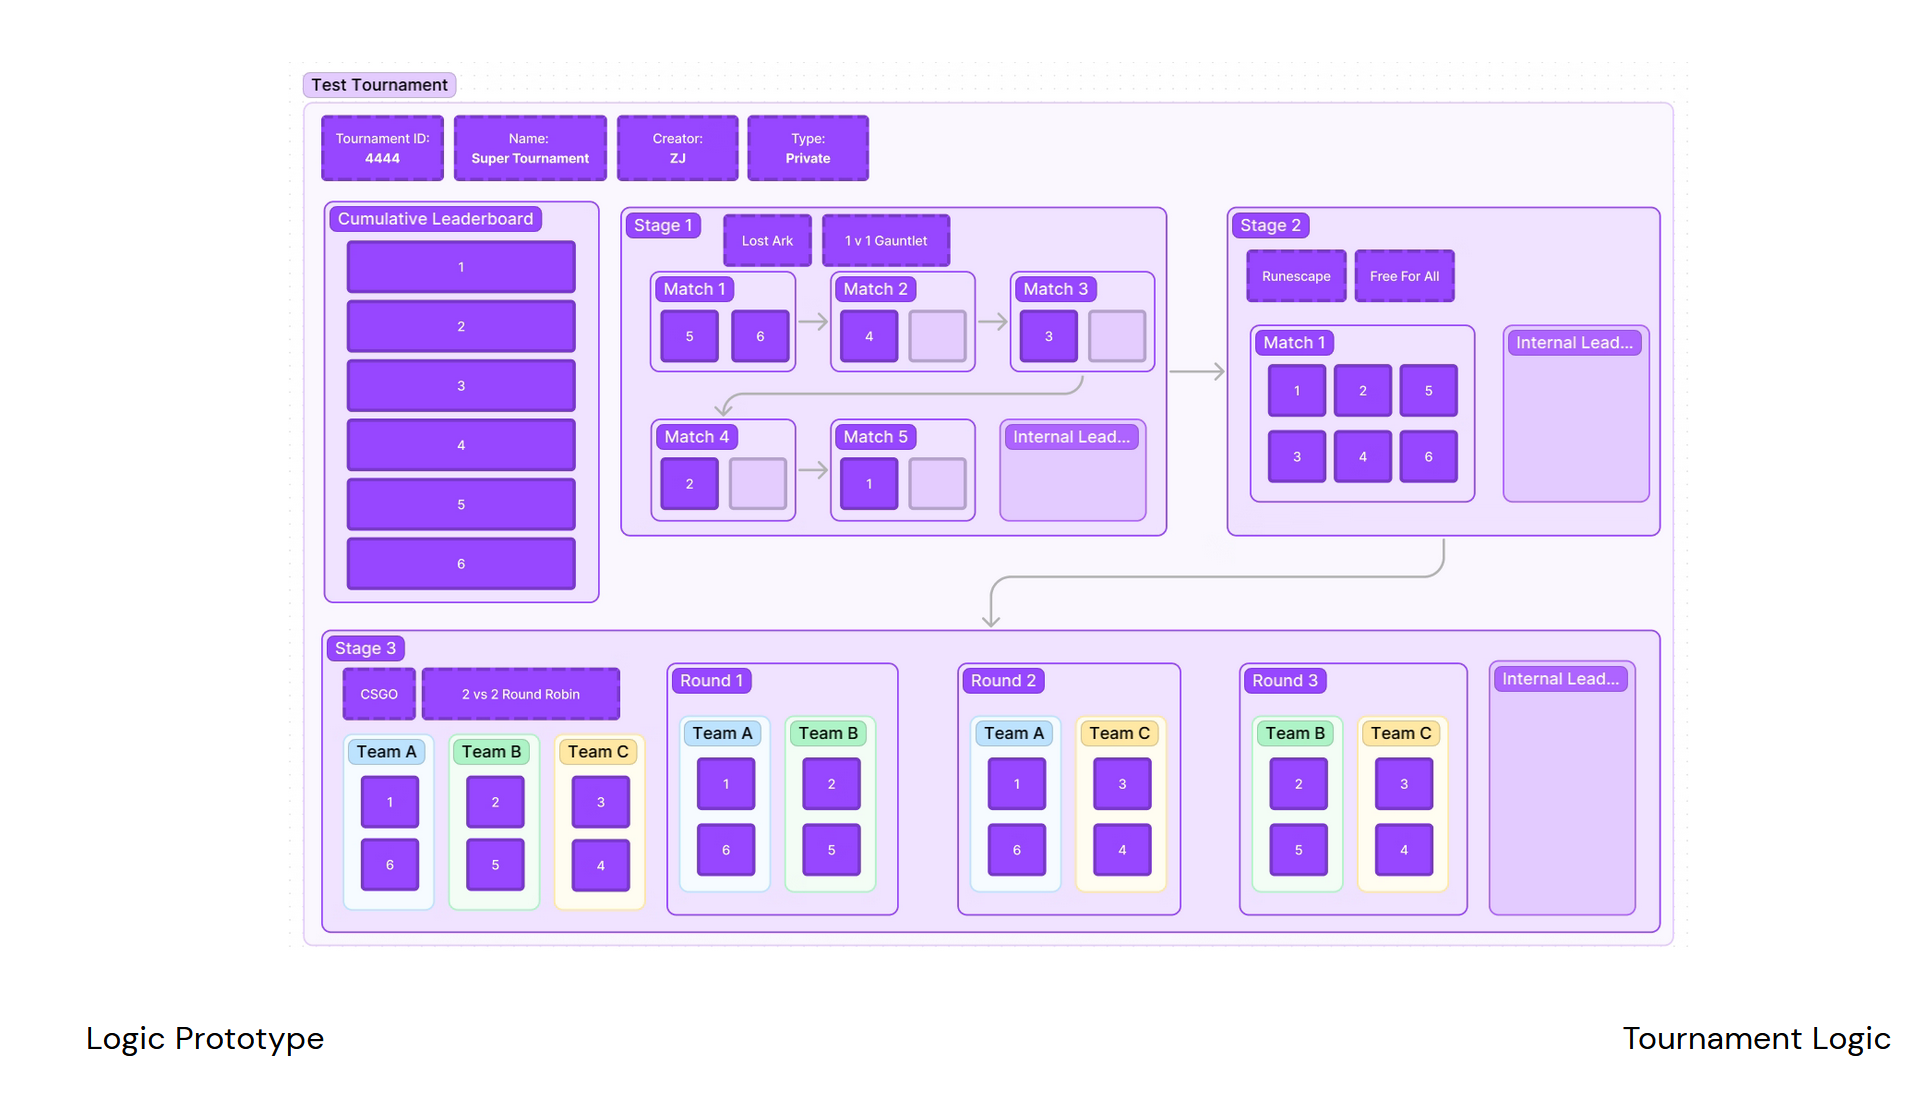 Test Tournament
Tournament ID:
4444
Name:
Super Tournament
Creator:
ZJ
Type:
Private
Cumulative Leaderboard
1
2
3
4
5
6
Stage 1
Lost Ark
1 v 1 Gauntlet
Match 1
5 6
Match 2
4
Match 3
3
Match 4
2
Match 5
1
Internal Lead...
Stage 2
Runescape
Free For All
Match 1
1 2 5
3 4 6
Internal Lead...
Stage 3
CSGO
2 vs 2 Round Robin
Team A
1
6
Team B
2
5
Team C
3
4
Round 1
Team A
1
6
Team B
2
5
Round 2
Team A
1
6
Team C
3
4
Round 3
Team B
2
5
Team C
3
4
Internal Lead...
Logic Prototype
Tournament Logic